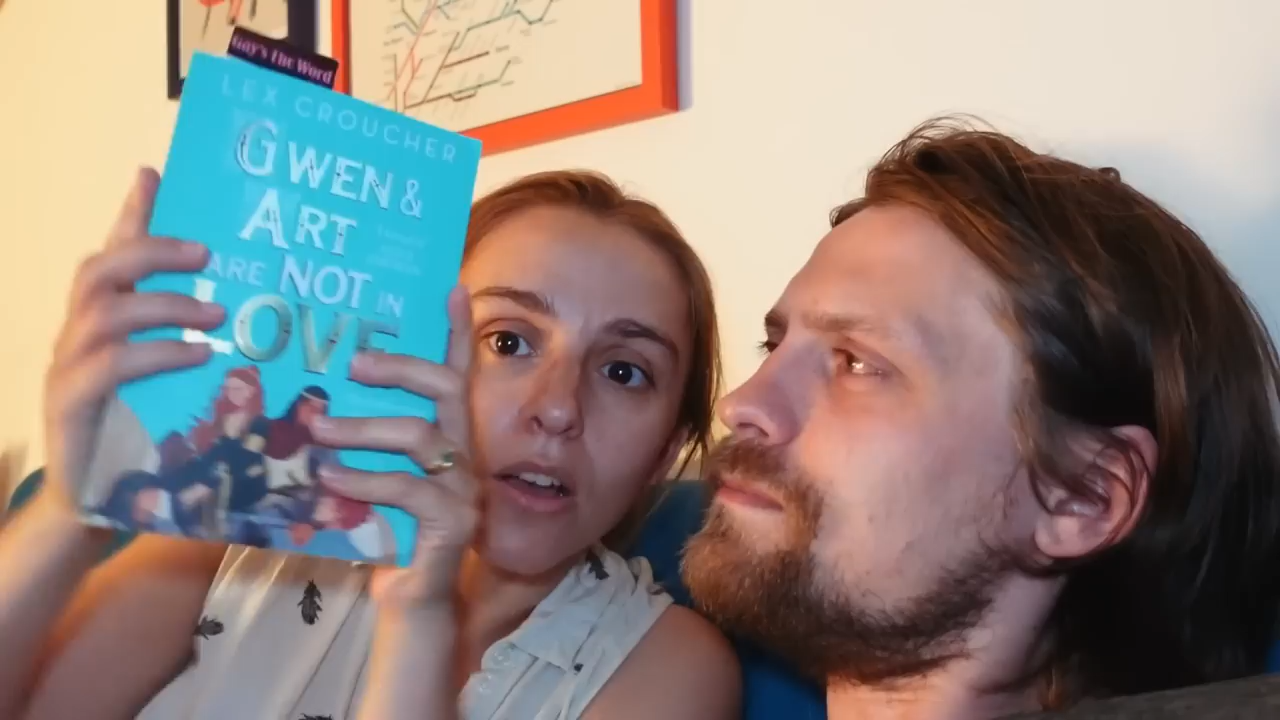 Gay's The Word
LEX CROUCHER
GWEN &
ART
ARE NOT IN
LOVE